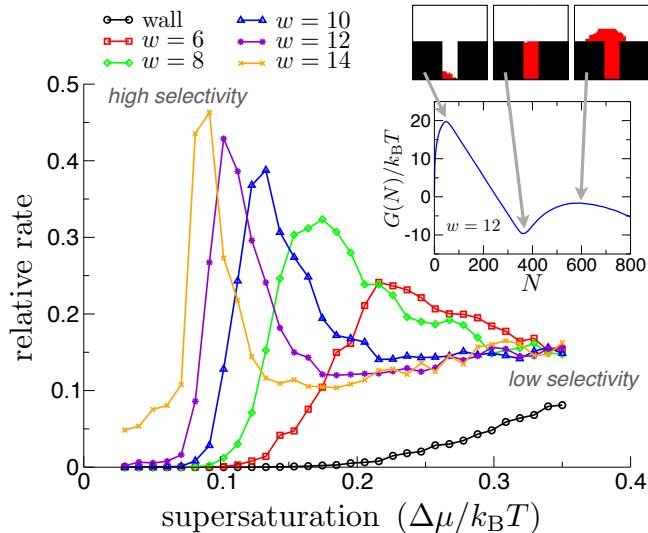 wall
w = 6
w = 8
w = 10
w = 12
w = 14
high selectivity
low selectivity
relative rate
0.5
0.4
0.3
0.2
0.1
0
0
0.1
0.2
0.3
0.4
supersaturation (Δμ/k_BT)
G(N)/k_BT
20
10
0
-10
w = 12
0
200
400
600
800
N